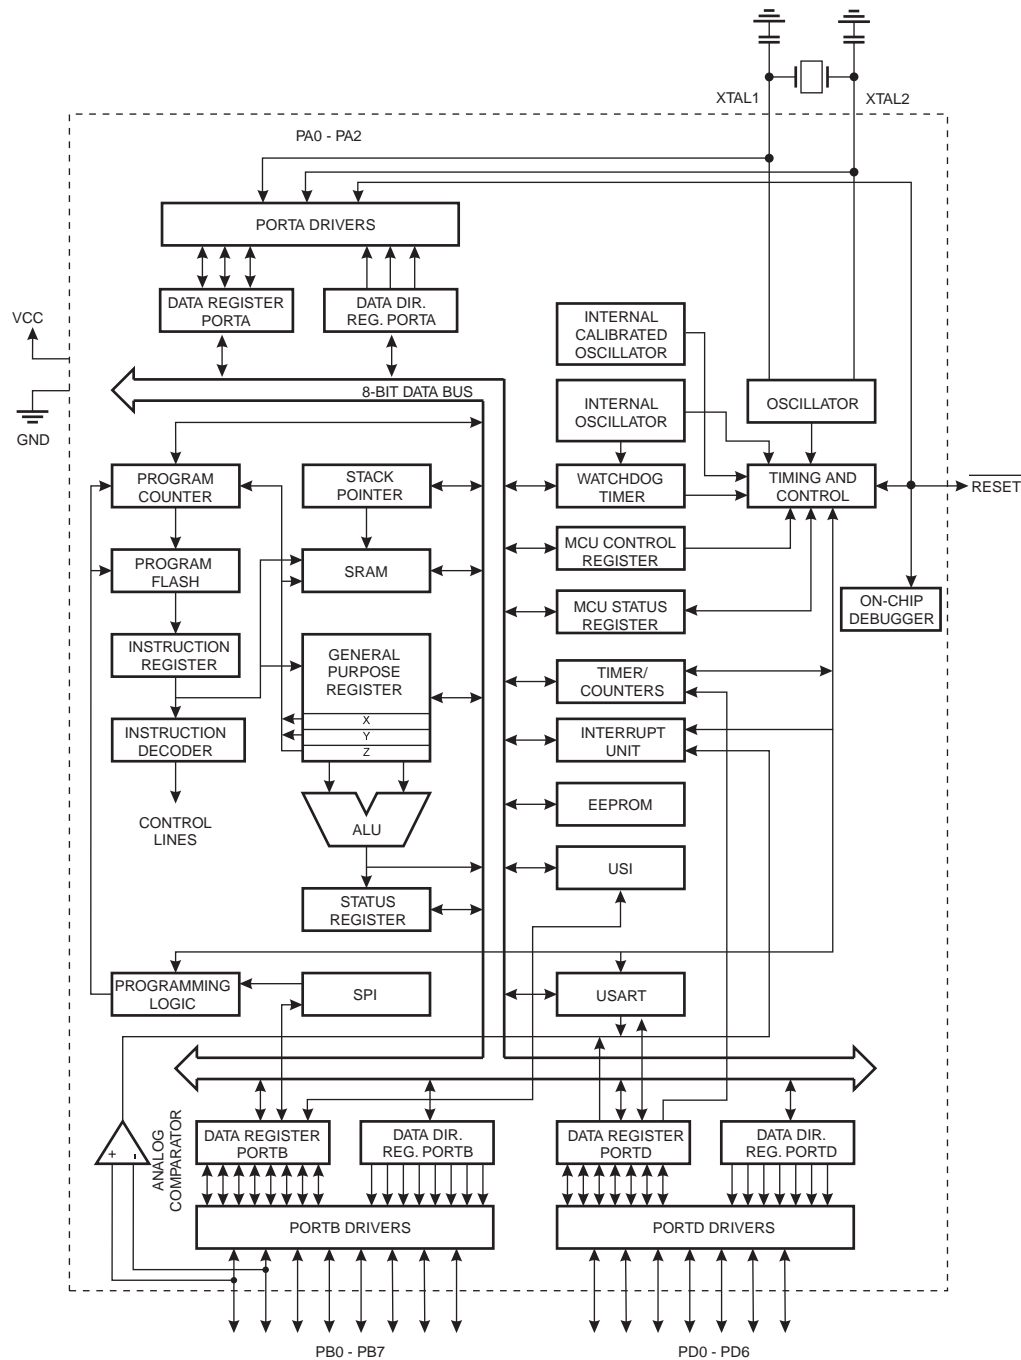 XTAL1
XTAL2
PA0 - PA2
PORTA DRIVERS
DATA REGISTER
PORTA
DATA DIR.
REG. PORTA
VCC
GND
8-BIT DATA BUS
INTERNAL
CALIBRATED
OSCILLATOR
INTERNAL
OSCILLATOR
OSCILLATOR
PROGRAM
COUNTER
STACK
POINTER
WATCHDOG
TIMER
TIMING AND
CONTROL
RESET
PROGRAM
FLASH
SRAM
MCU CONTROL
REGISTER
MCU STATUS
REGISTER
ON-CHIP
DEBUGGER
INSTRUCTION
REGISTER
GENERAL
PURPOSE
REGISTER
X
Y
Z
TIMER/
COUNTERS
INSTRUCTION
DECODER
INTERRUPT
UNIT
CONTROL
LINES
ALU
EEPROM
USI
STATUS
REGISTER
PROGRAMMING
LOGIC
SPI
USART
ANALOG
COMPARATOR
+
-
DATA REGISTER
PORTB
DATA DIR.
REG. PORTB
DATA REGISTER
PORTD
DATA DIR.
REG. PORTD
PORTB DRIVERS
PORTD DRIVERS
PB0 - PB7
PD0 - PD6